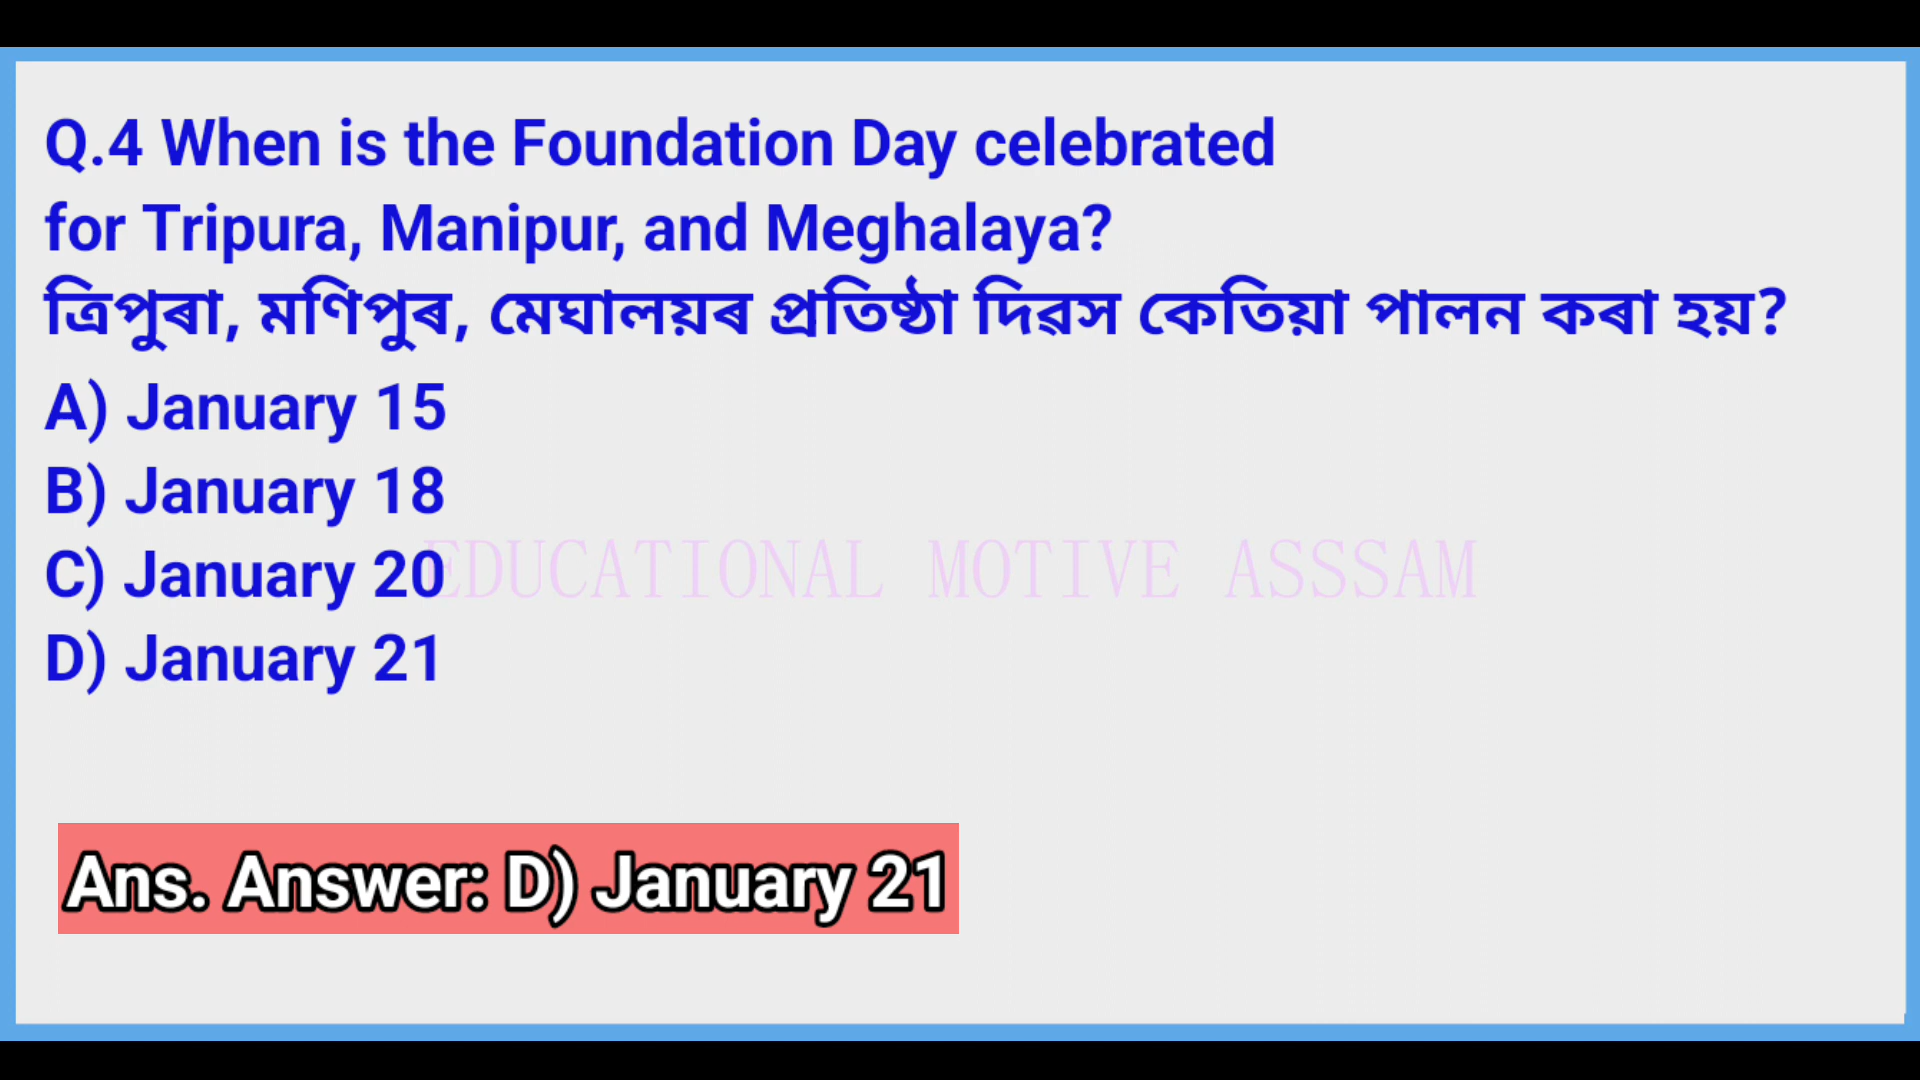 Q.4 When is the Foundation Day celebrated
for Tripura, Manipur, and Meghalaya?
ত্ৰিপুৰা, মণিপুৰ, মেঘালয়ৰ প্ৰতিষ্ঠা দিৱস কেতিয়া পালন কৰা হয়?
A) January 15
B) January 18
C) January 20
EDUCATIONAL MOTIVE ASSSAM
D) January 21
Ans. Answer: D) January 21